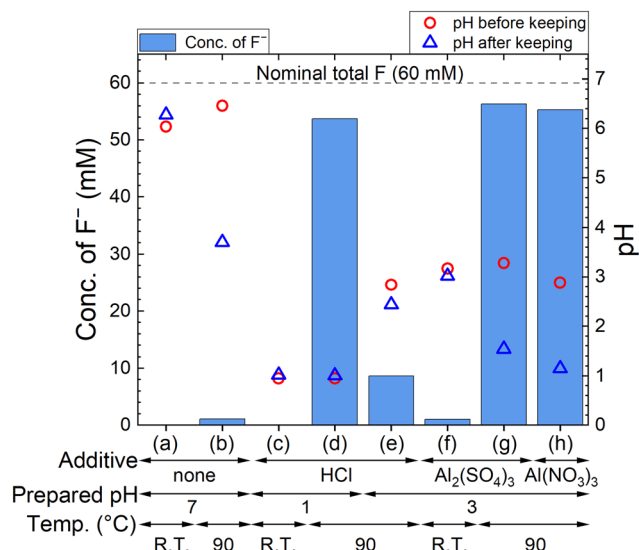 Conc. of F⁻
pH before keeping
pH after keeping
Nominal total F (60 mM)
Conc. of F⁻ (mM)
60
50
40
30
20
10
0
7
6
5
4
3
2
1
0
pH
(a) (b) (c) (d) (e) (f) (g) (h)
Additive
none HCl Al₂(SO₄)₃ Al(NO₃)₃
Prepared pH
7 1 3
Temp. (°C)
R.T. 90 R.T. 90 R.T. 90